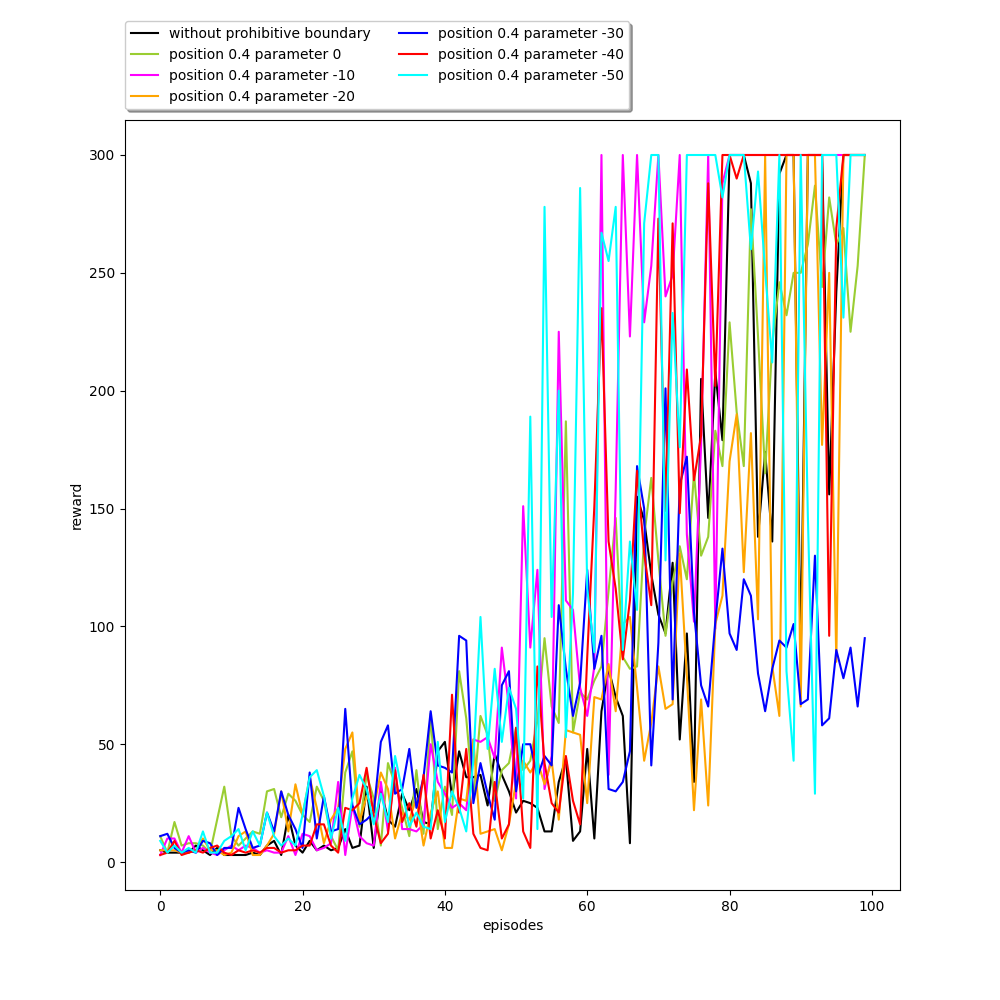 without prohibitive boundary
position 0.4 parameter 0
position 0.4 parameter -10
position 0.4 parameter -20
position 0.4 parameter -30
position 0.4 parameter -40
position 0.4 parameter -50
300
250
200
150
100
50
0
reward
0 20 40 60 80 100
episodes